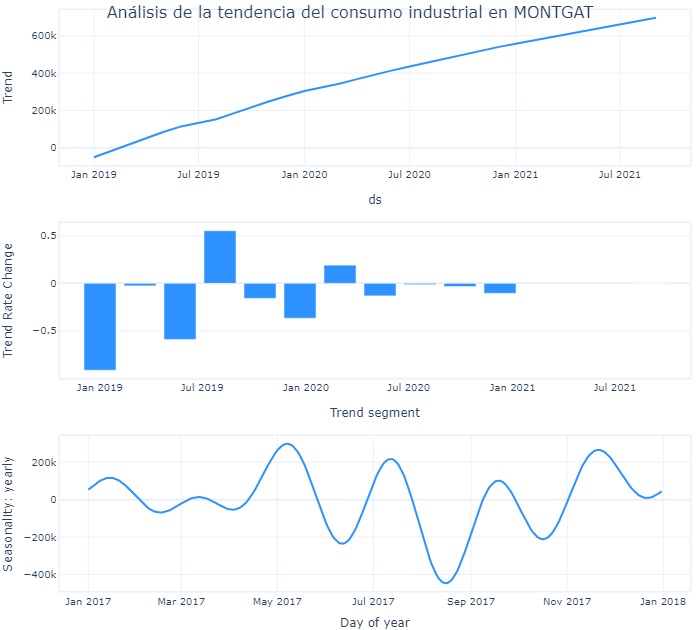 Análisis de la tendencia del consumo industrial en MONTGAT
Trend
600k
400k
200k
0
Jan 2019 Jul 2019 Jan 2020 Jul 2020 Jan 2021 Jul 2021
ds
Trend Rate Change
0.5
0
−0.5
Jan 2019 Jul 2019 Jan 2020 Jul 2020 Jan 2021 Jul 2021
Trend segment
Seasonality: yearly
200k
0
−200k
−400k
Jan 2017 Mar 2017 May 2017 Jul 2017 Sep 2017 Nov 2017 Jan 2018
Day of year